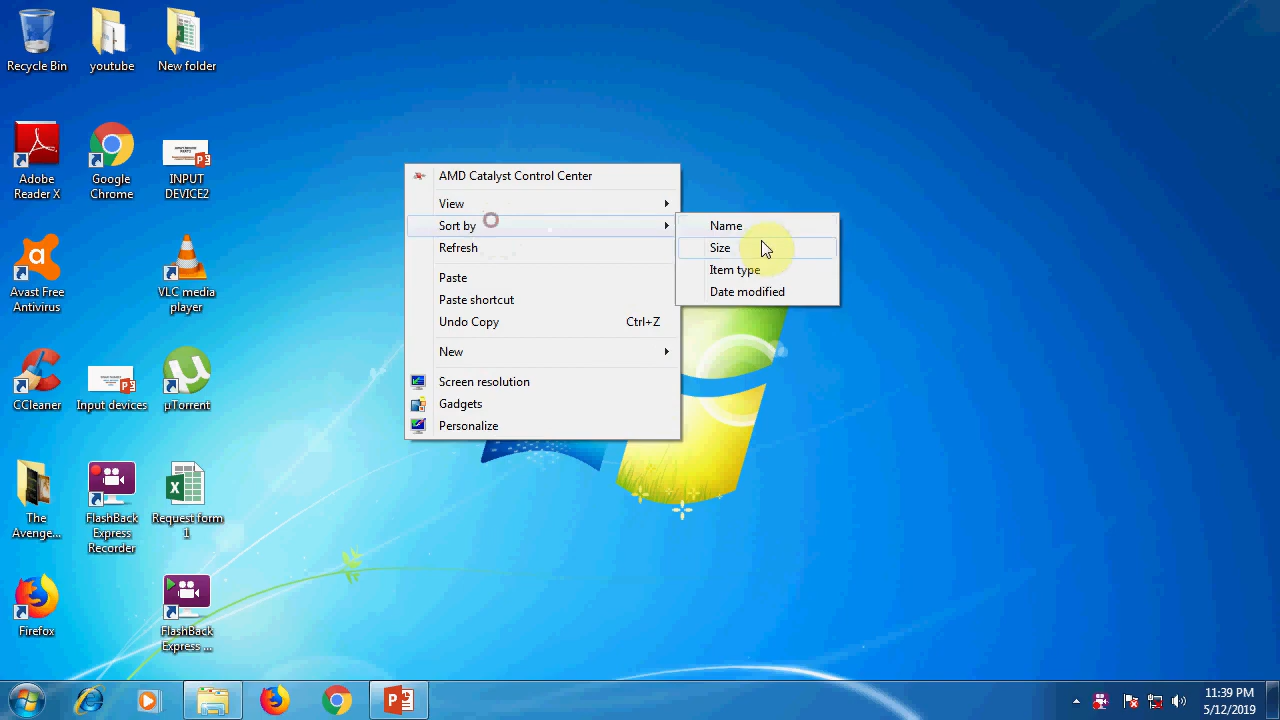 Recycle Bin
youtube
New folder
Adobe
Reader X
Google
Chrome
INPUT
DEVICE2
Avast Free
Antivirus
VLC media
player
CCleaner
Input devices
µTorrent
The
Avenge...
FlashBack
Express
Recorder
Request form
1
Firefox
FlashBack
Express ...
AMD Catalyst Control Center
View
Sort by
Refresh
Paste
Paste shortcut
Undo Copy Ctrl+Z
New
Screen resolution
Gadgets
Personalize
Name
Size
Item type
Date modified
11:39 PM
5/12/2019